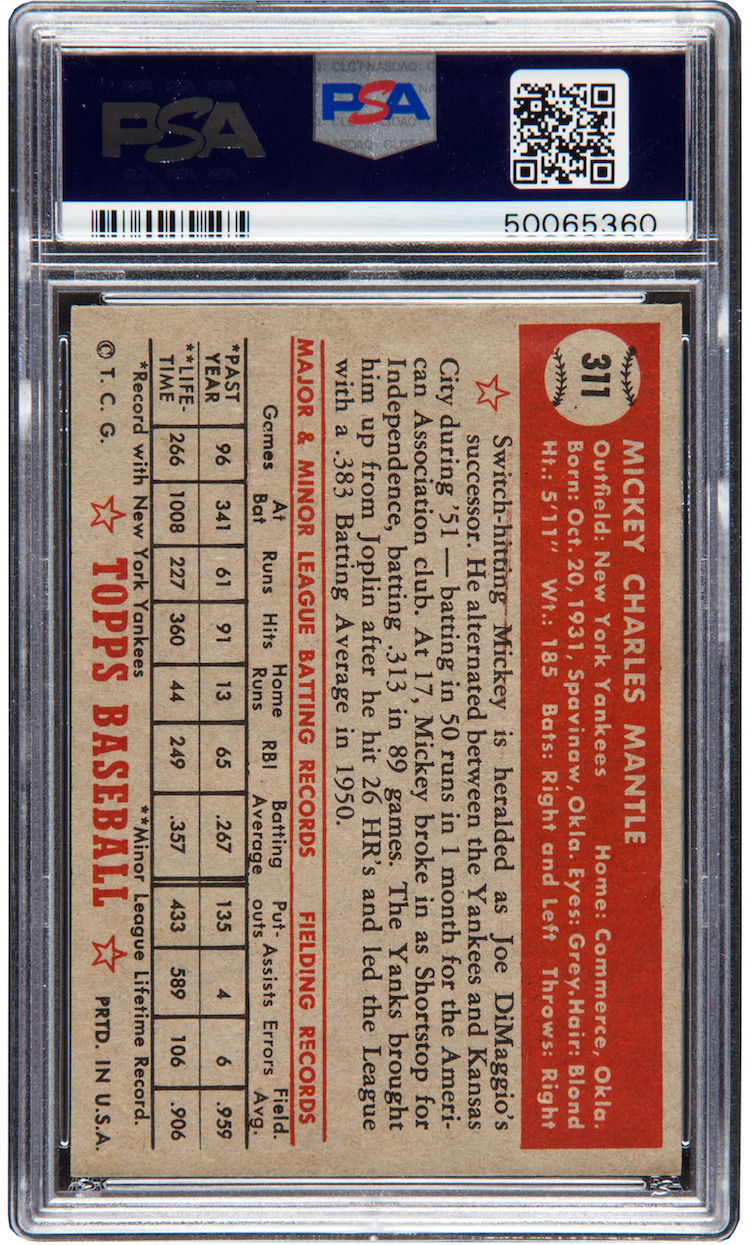 PSA
PSA
50065360
311
MICKEY CHARLES MANTLE
Outfield: New York Yankees Home: Commerce, Okla.
Born: Oct. 20, 1931, Spavinaw, Okla. Eyes: Grey. Hair: Blond
Ht.: 5'11" Wt.: 185 Bats: Right and Left Throws: Right
Switch-hitting Mickey is heralded as Joe DiMaggio's
successor. He alternated between the Yankees and Kansas
City during '51 — batting in 50 runs in 1 month for the Ameri-
can Association club. At 17, Mickey broke in as Shortstop for
Independence, batting .313 in 89 games. The Yanks brought
him up from Joplin after he hit 26 HR's and led the League
with a .383 Batting Average in 1950.
MAJOR & MINOR LEAGUE BATTING RECORDS FIELDING RECORDS
Games At Bat Runs Hits Home Runs RBI Batting Average Put-outs Assists Errors Field. Avg.
*PAST YEAR 96 341 61 91 13 65 .267 135 4 6 .959
**LIFE-TIME 266 1008 227 360 44 249 .357 433 589 106 .906
*Record with New York Yankees **Minor League Lifetime Record.
© T. C. G. TOPPS BASEBALL PRTD. IN U.S.A.